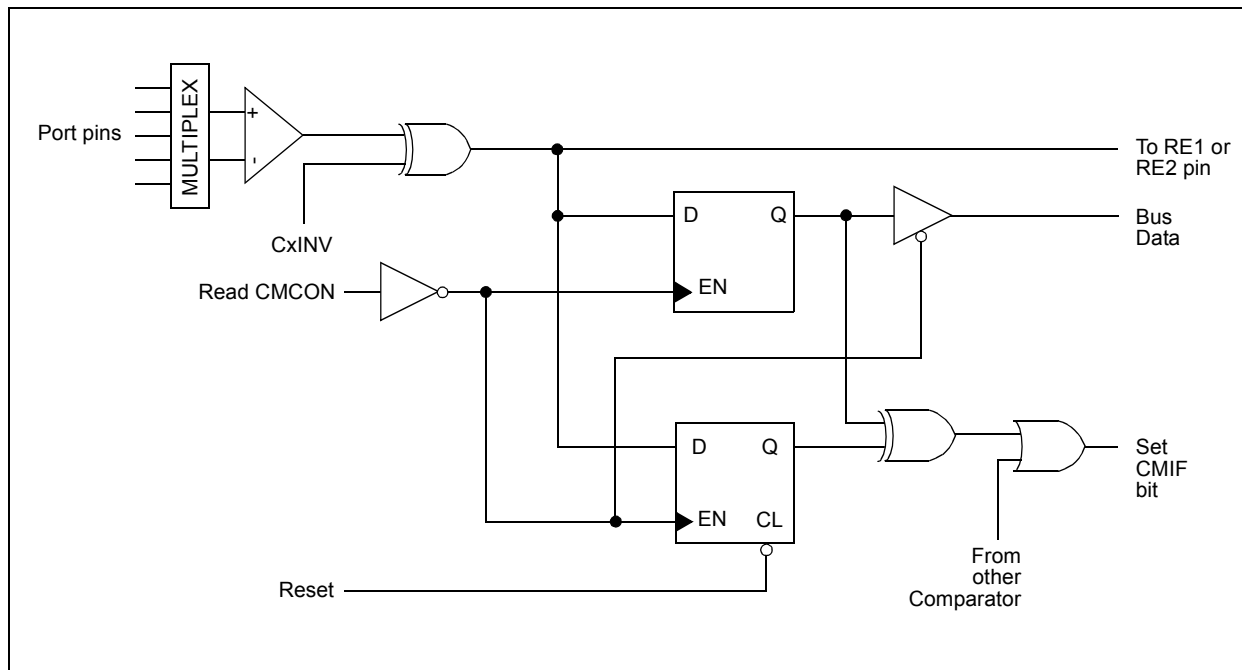 MULTIPLEX
Port pins
+
-
CxINV
To RE1 or
RE2 pin
D
Q
EN
Bus
Data
Read CMCON
D
Q
EN
CL
Set
CMIF
bit
From
other
Comparator
Reset